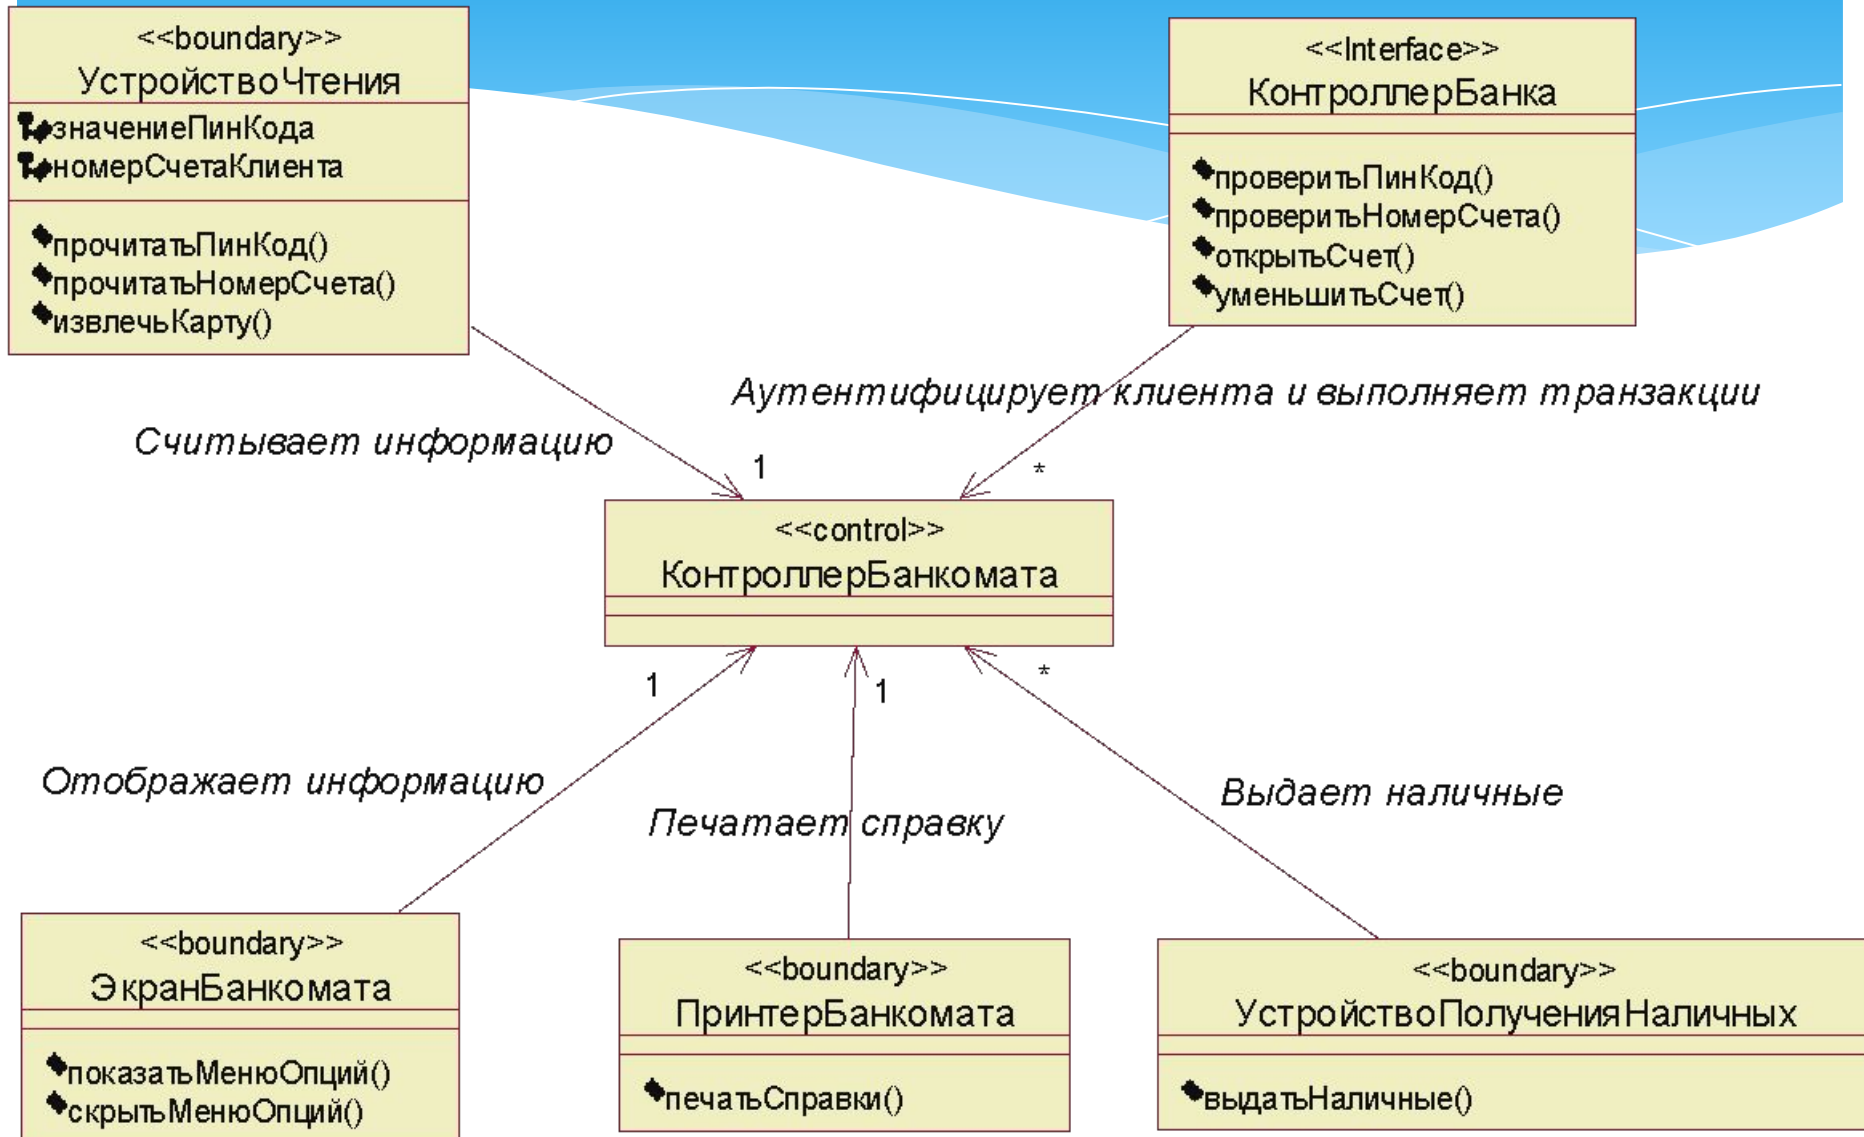 <<boundary>>
УстройствоЧтения
значениеПинКода
номерСчетаКлиента
прочитатьПинКод()
прочитатьНомерСчета()
извлечьКарту()
<<Interface>>
КонтроллерБанка
проверитьПинКод()
проверитьНомерСчета()
открытьСчет()
уменьшитьСчет()
Аутентифицирует клиента и выполняет транзакции
Считывает информацию
1
*
<<control>>
КонтроллерБанкомата
1
1
*
Отображает информацию
Печатает справку
Выдает наличные
<<boundary>>
ЭкранБанкомата
показатьМенюОпций()
скрытьМенюОпций()
<<boundary>>
ПринтерБанкомата
печатьСправки()
<<boundary>>
УстройствоПолученияНаличных
выдатьНаличные()